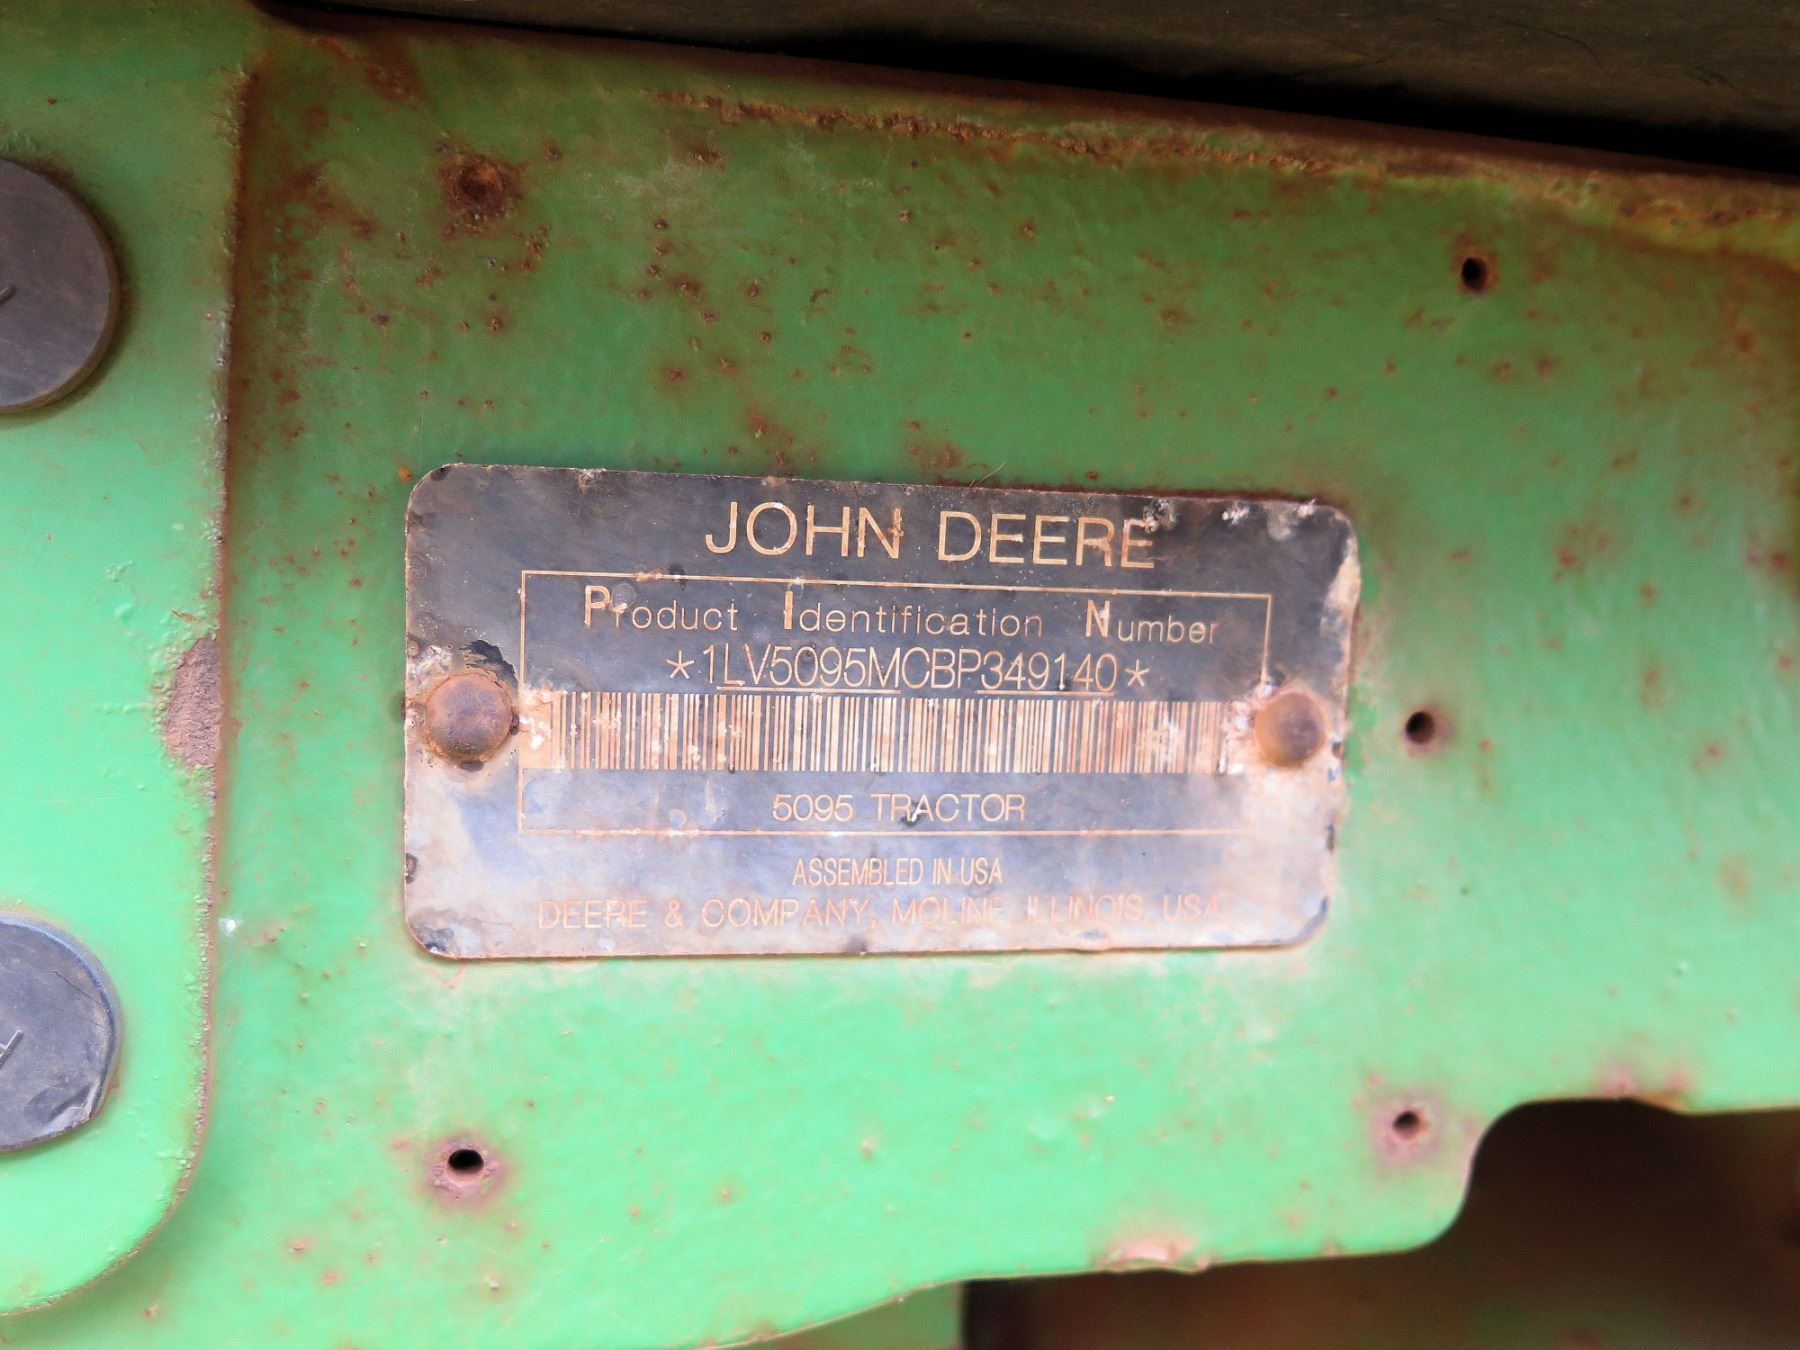 JOHN DEERE
Product Identification Number
*1LV5095MCBP349140*
5095 TRACTOR
ASSEMBLED IN USA
DEERE & COMPANY, MOLINE, ILLINOIS, USA